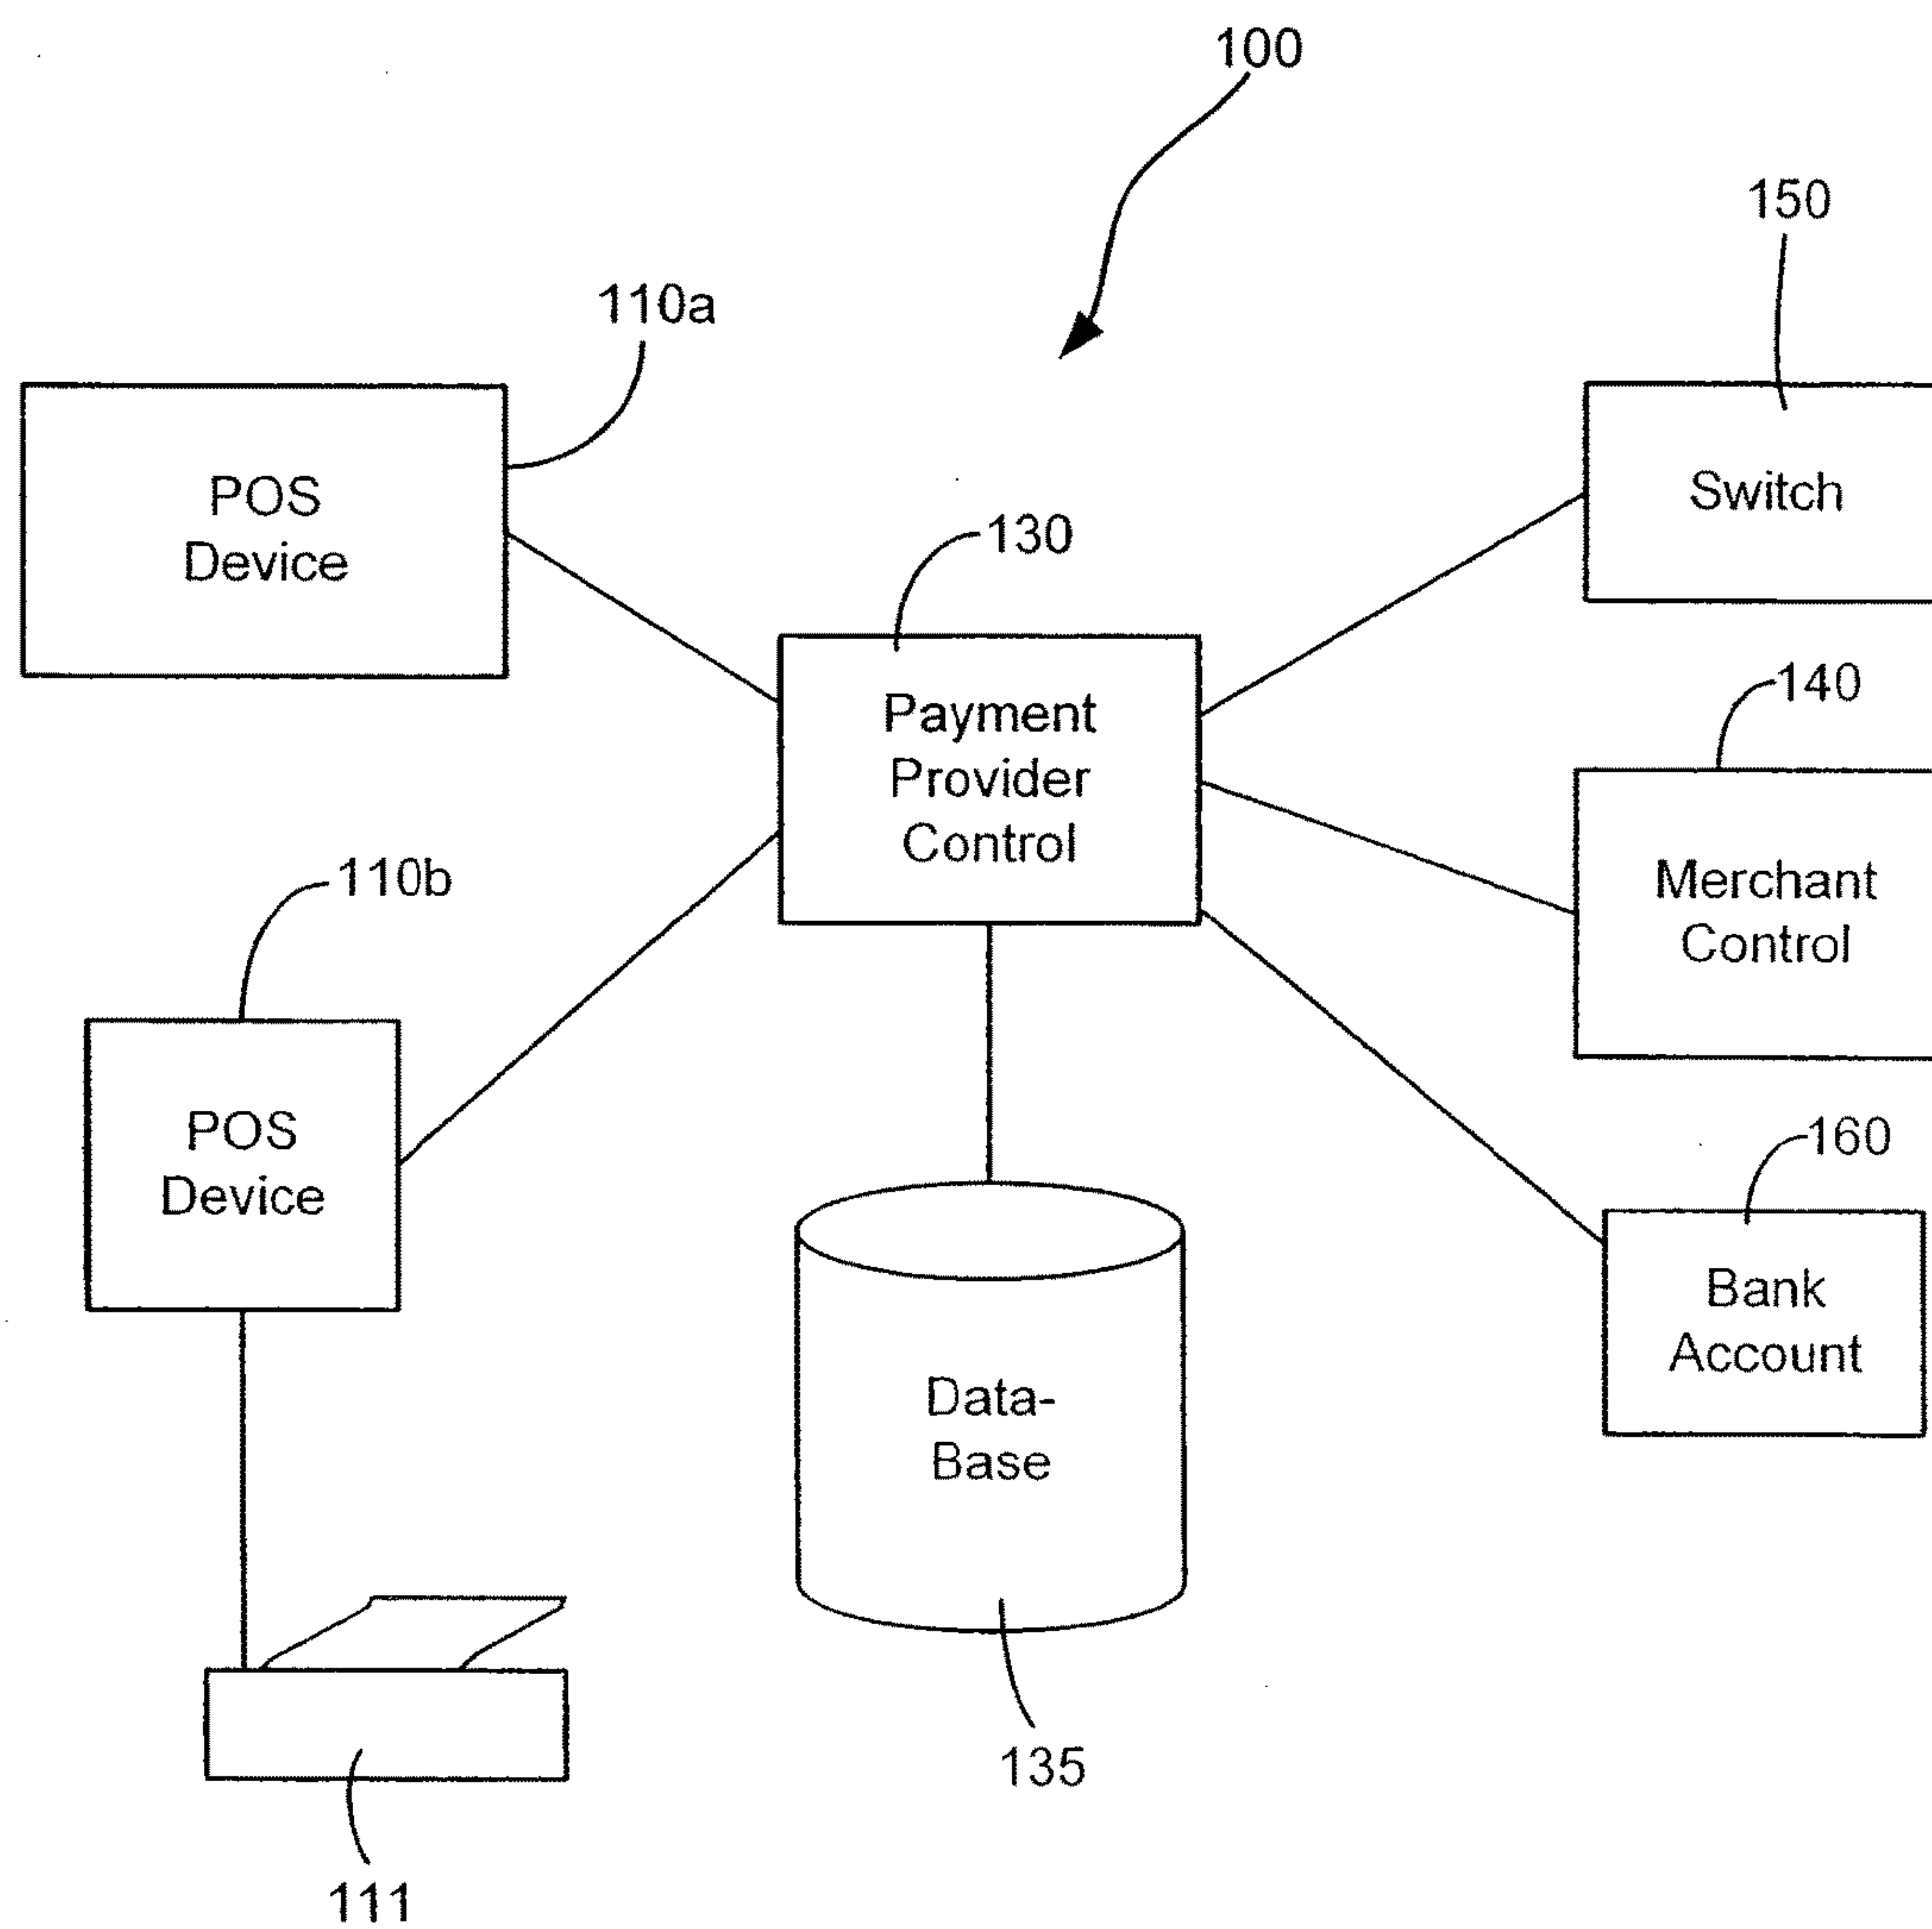 100
150
110a
POS
Device
Switch
130
140
Payment
Provider
Control
110b
Merchant
Control
POS
Device
160
Bank
Account
Data-
Base
135
111